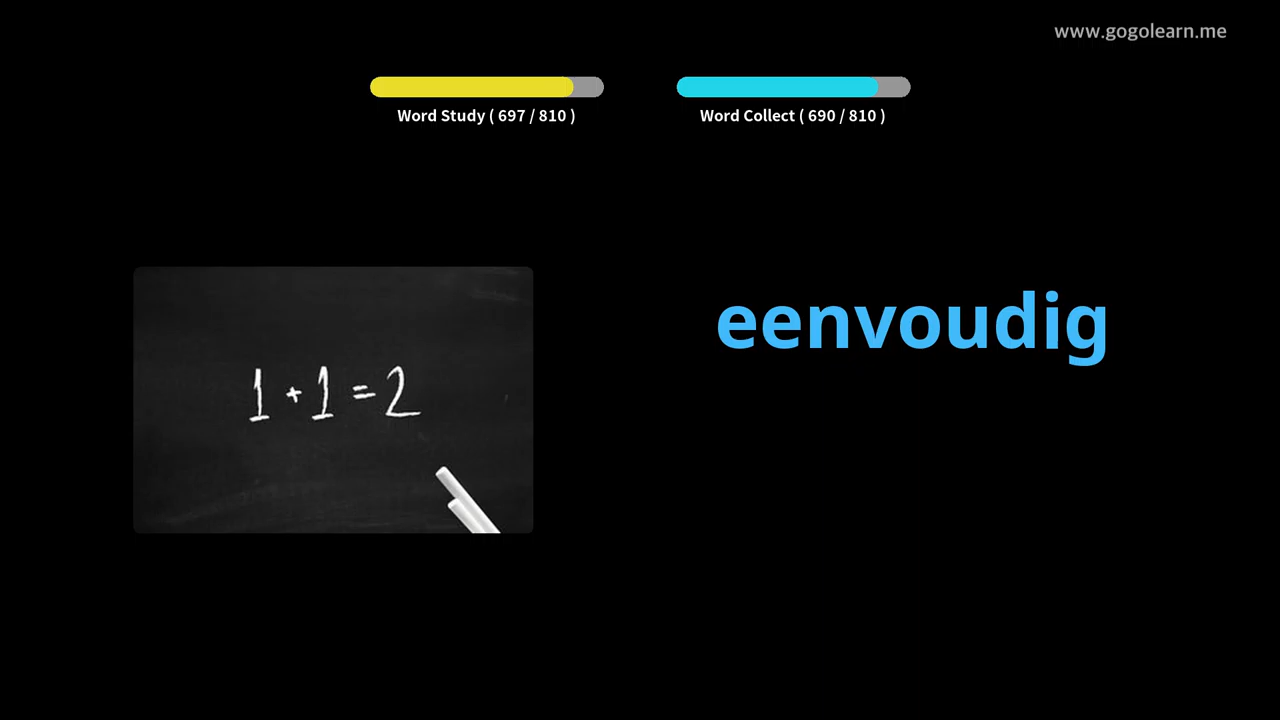 www.gogolearn.me
Word Study ( 697 / 810 )
Word Collect ( 690 / 810 )
eenvoudig
1 + 1 = 2